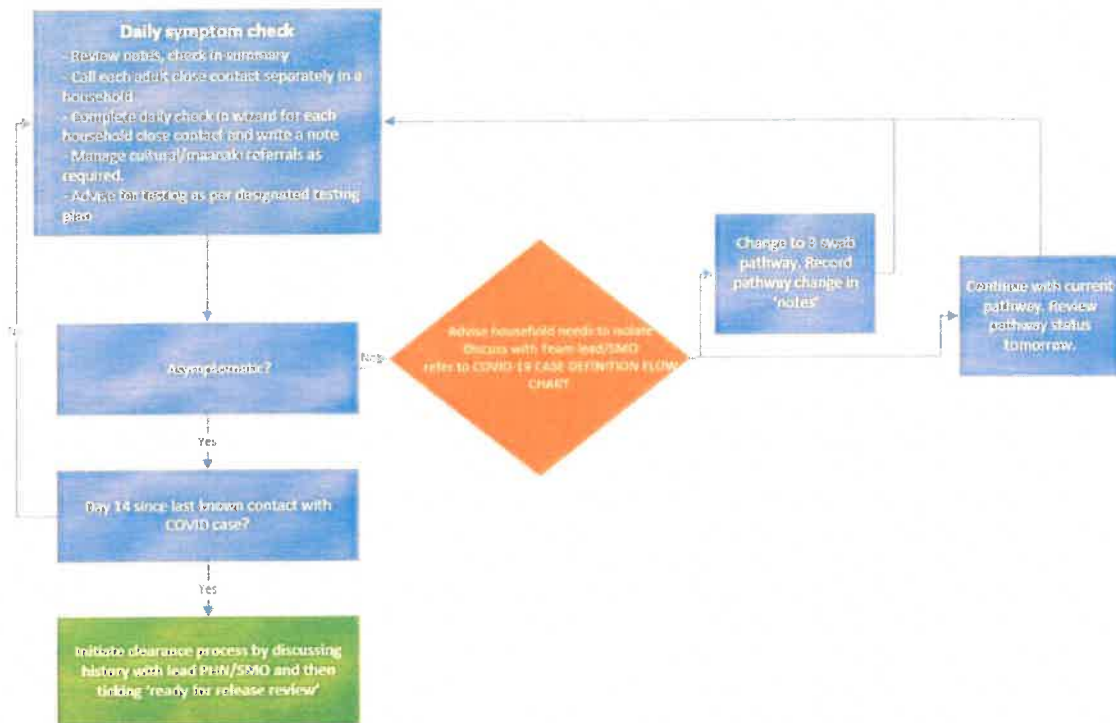 Daily symptom check
- Review notes, check in summary
- Call each adult close contact separately in a
household
- Complete daily check in wizard for each
household close contact and write a note
- Manage cultural/manaaki referrals as
required.
- Advise for testing as per designated testing
plan
Asymptomatic?
Yes
Day 14 since last known contact with
COVID case?
Yes
Initiate clearance process by discussing
history with lead PHN/SMO and then
ticking 'ready for release review'
Advise household needs to isolate
Discuss with Team lead/SMO
refer to COVID-19 CASE DEFINITION FLOW
CHART
Change to 3 swab
pathway. Record
pathway change in
'notes'
Continue with current
pathway. Review
pathway status
tomorrow.